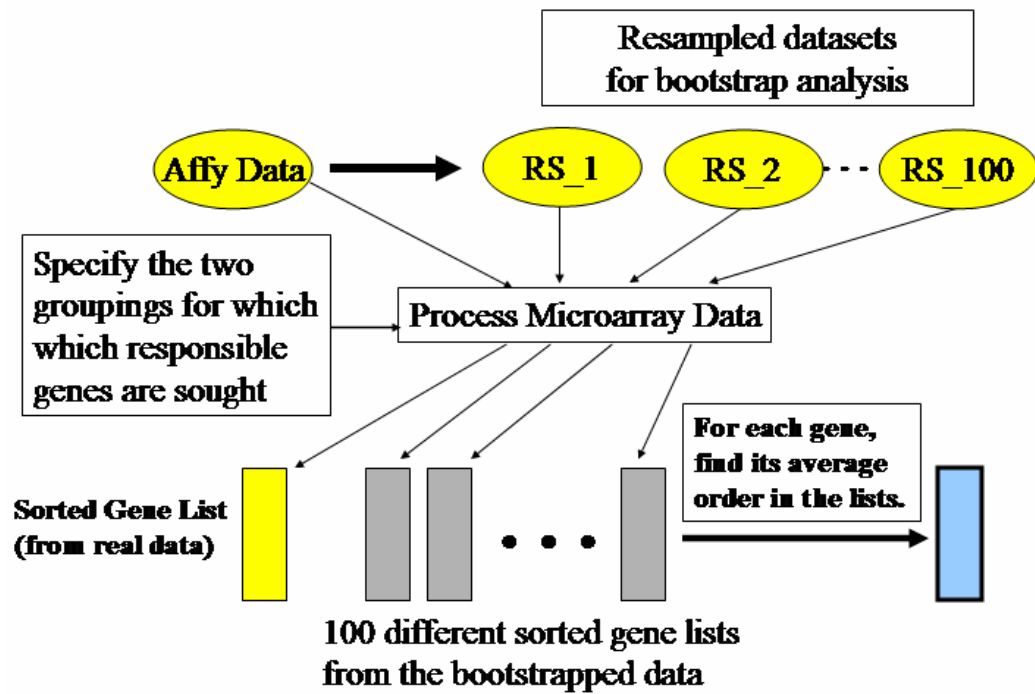 Resampled datasets
for bootstrap analysis
Affy Data
RS_1
RS_2
RS_100
Specify the two
groupings for which
which responsible
genes are sought
Process Microarray Data
For each gene,
find its average
order in the lists.
Sorted Gene List
(from real data)
100 different sorted gene lists
from the bootstrapped data